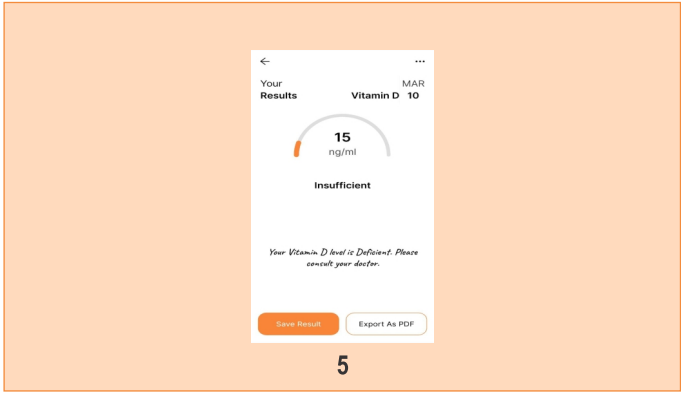 Your MAR
Results Vitamin D 10
15
ng/ml
Insufficient
Your Vitamin D level is Deficient. Please
consult your doctor.
Save Result Export As PDF
5